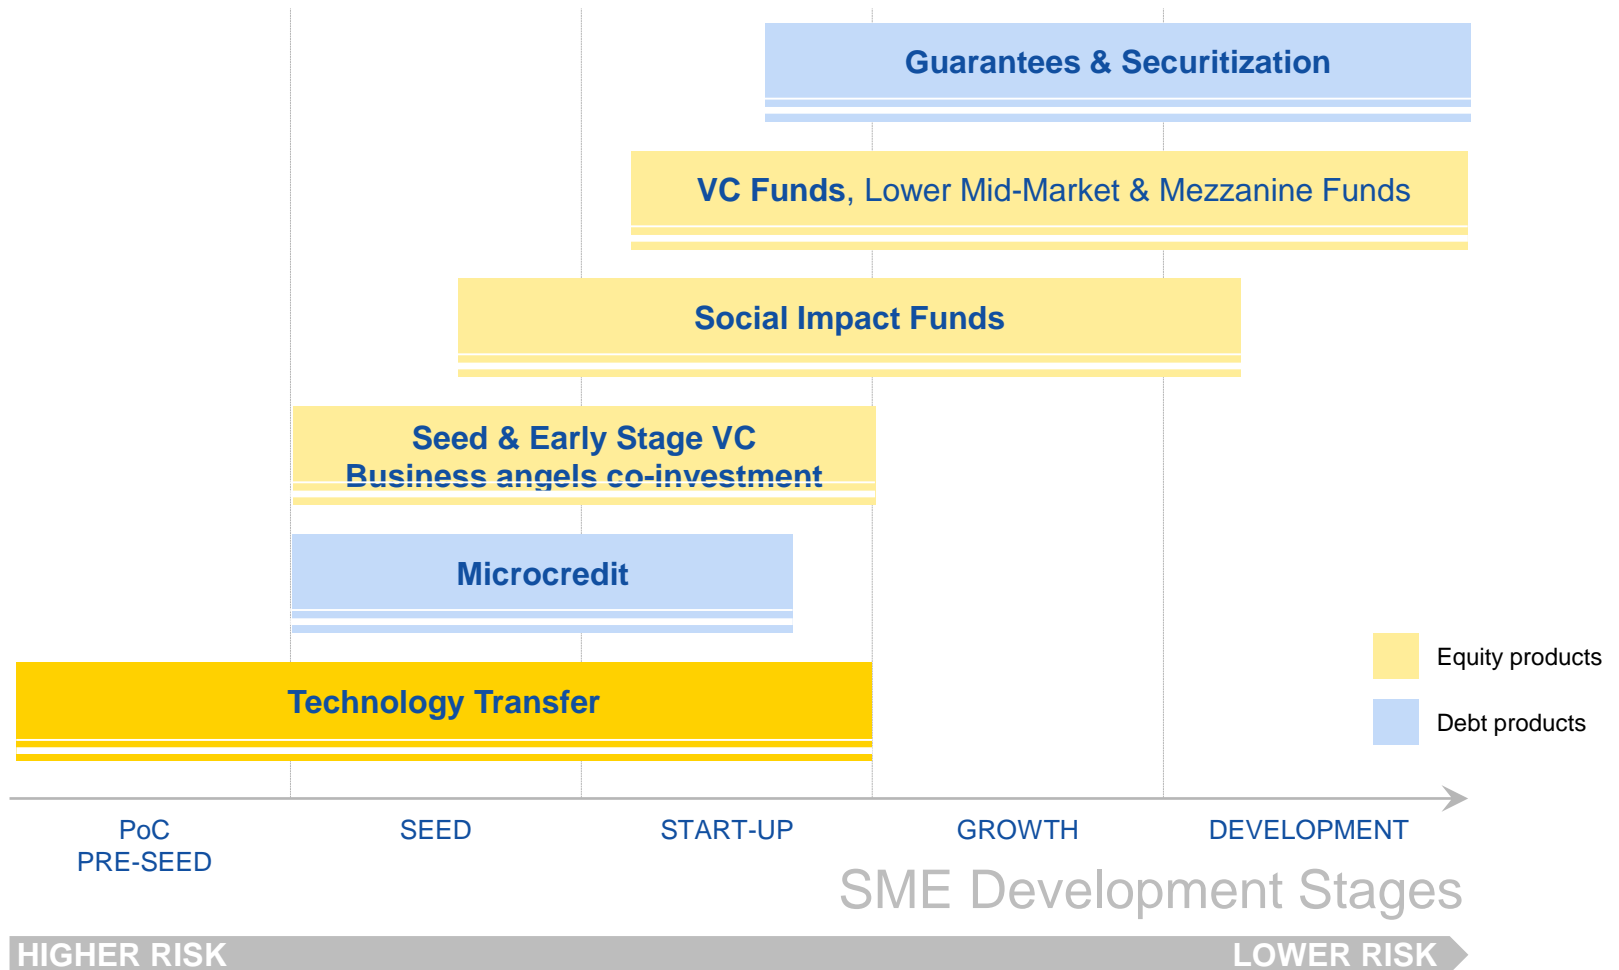 Guarantees & Securitization
VC Funds, Lower Mid-Market & Mezzanine Funds
Social Impact Funds
Seed & Early Stage VC
Business angels co-investment
Microcredit
Technology Transfer
Equity products
Debt products
PoC
PRE-SEED
SEED
START-UP
GROWTH
DEVELOPMENT
SME Development Stages
HIGHER RISK
LOWER RISK